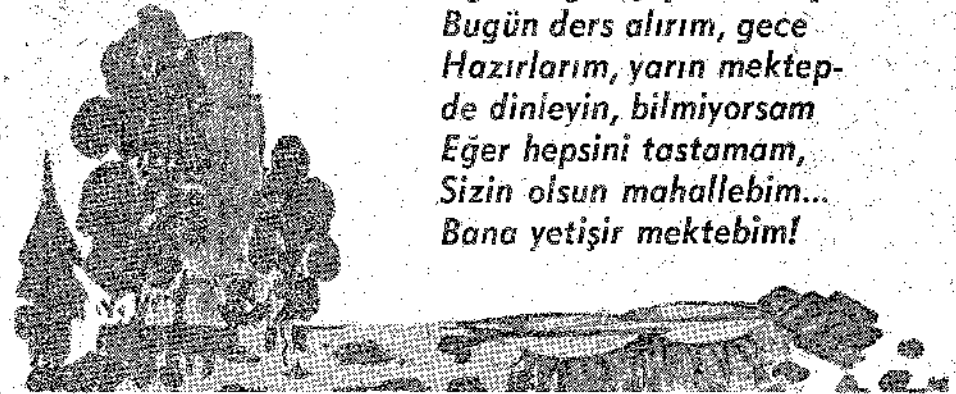 Bugün ders alırım, gece
Hazırlarım, yarın mektep-
de dinleyin, bilmiyorsam
Eğer hepsini tastamam,
Sizin olsun mahallebim...
Bana yetişir mektebim!